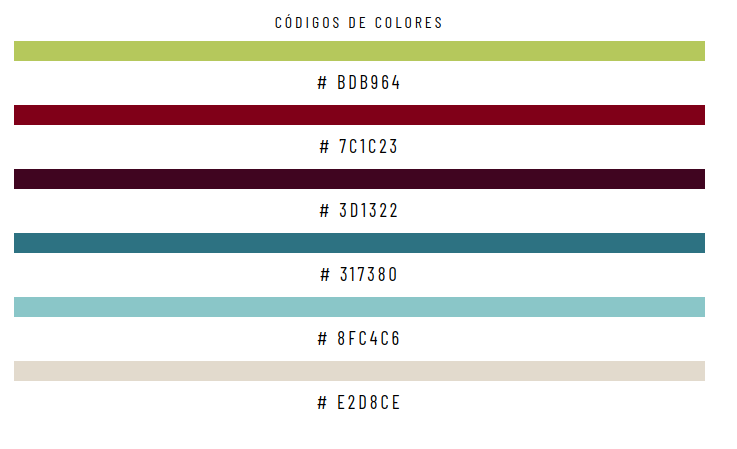 CÓDIGOS DE COLORES
# BDB964
# 7C1C23
# 3D1322
# 317380
# 8FC4C6
# E2D8CE